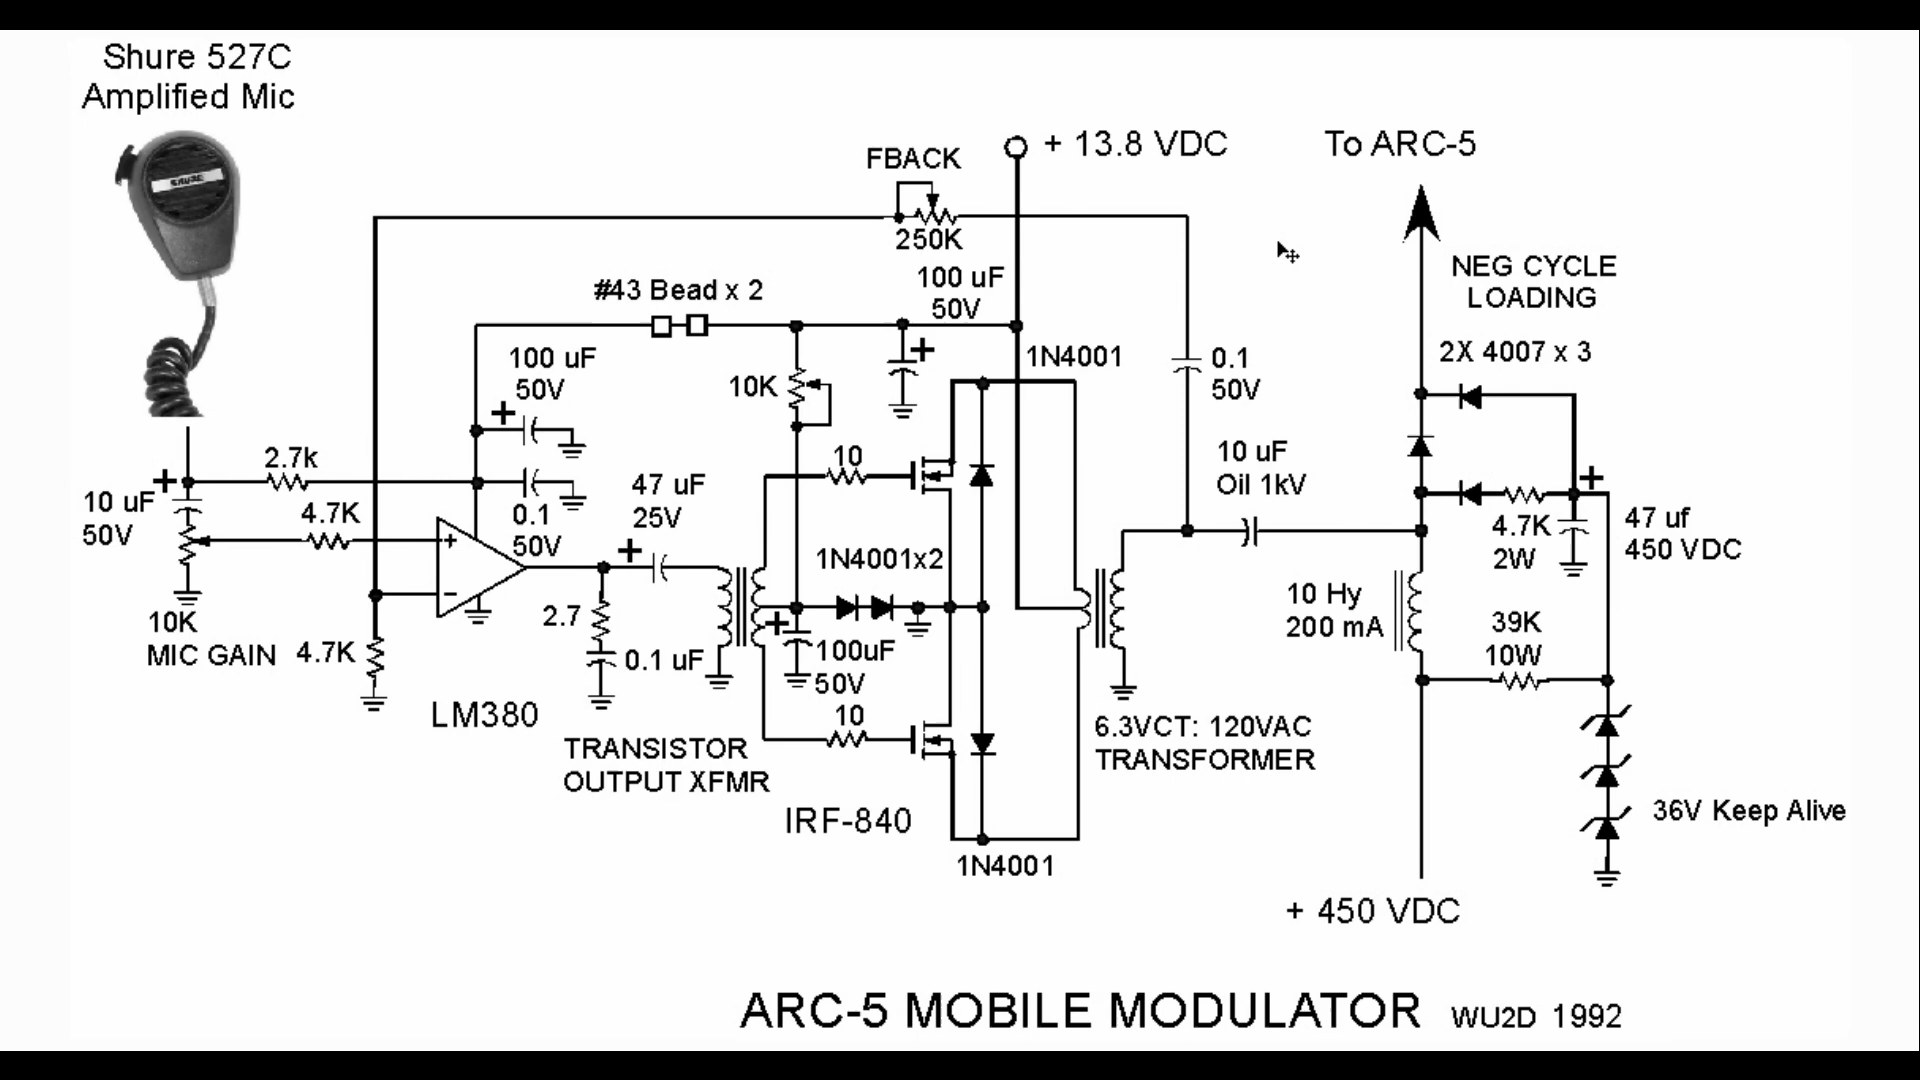 Shure 527C
Amplified Mic
SHURE
FBACK
250K
+ 13.8 VDC
To ARC-5
#43 Bead x 2
100 uF
50V
NEG CYCLE
LOADING
100 uF
50V
+
10K
+
1N4001
0.1
50V
2X 4007 x 3
+
10 uF
50V
2.7k
4.7K
+
−
0.1
50V
47 uF
25V
+
10
1N4001x2
10 uF
Oil 1kV
4.7K
2W
+
47 uf
450 VDC
10K
MIC GAIN
4.7K
LM380
2.7
0.1 uF
+
100uF
50V
10
10 Hy
200 mA
39K
10W
TRANSISTOR
OUTPUT XFMR
6.3VCT: 120VAC
TRANSFORMER
IRF-840
1N4001
36V Keep Alive
+ 450 VDC
ARC-5 MOBILE MODULATOR WU2D 1992